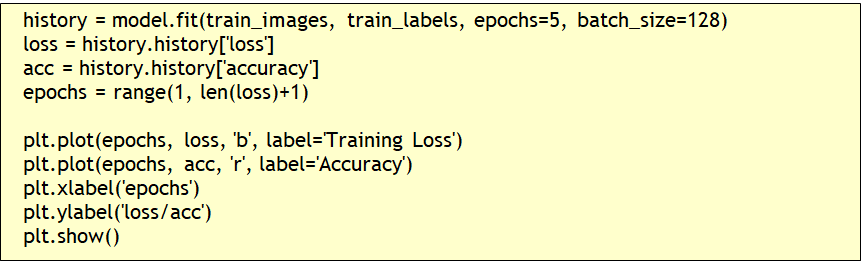 history = model.fit(train_images, train_labels, epochs=5, batch_size=128)
loss = history.history['loss']
acc = history.history['accuracy']
epochs = range(1, len(loss)+1)
plt.plot(epochs, loss, 'b', label='Training Loss')
plt.plot(epochs, acc, 'r', label='Accuracy')
plt.xlabel('epochs')
plt.ylabel('loss/acc')
plt.show()